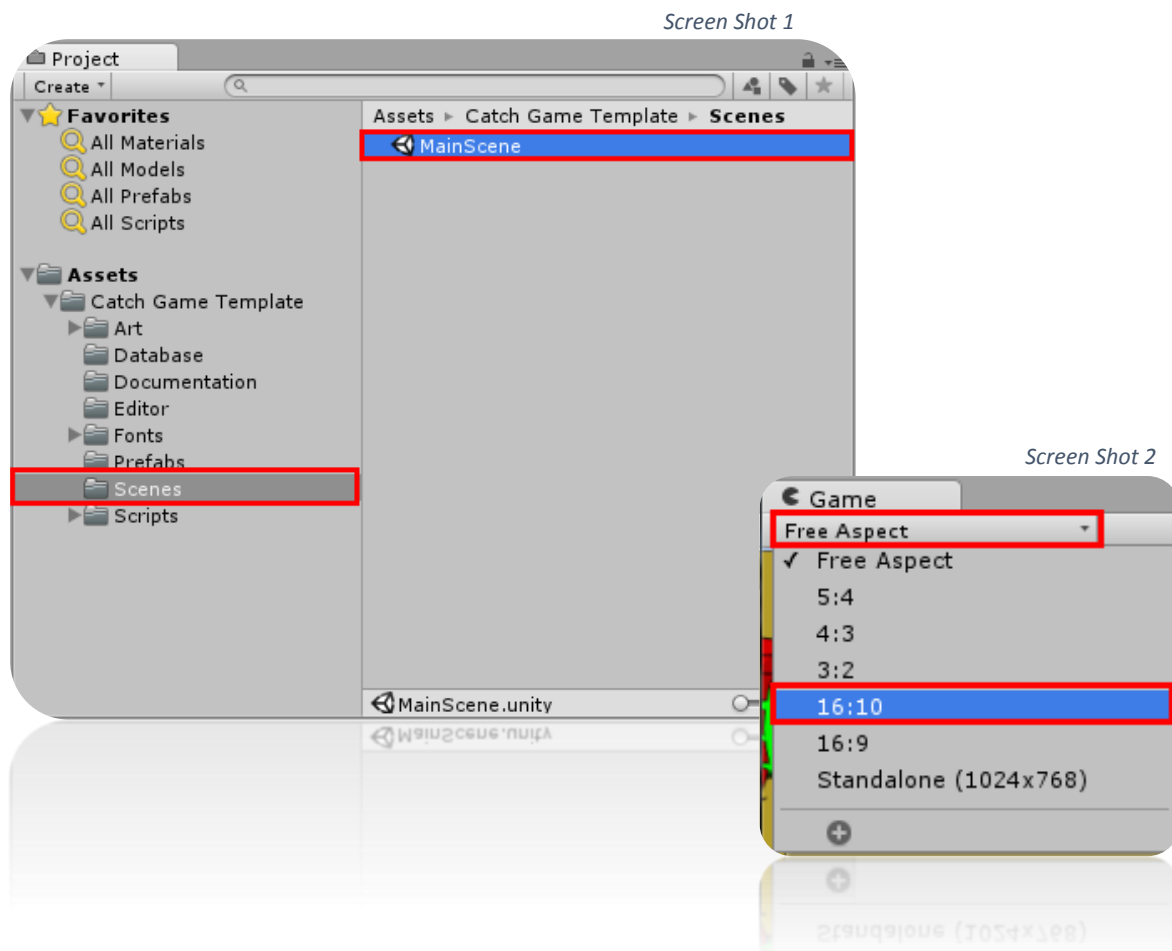 Screen Shot 1
Project
Create
Favorites
All Materials
All Models
All Prefabs
All Scripts
Assets
Catch Game Template
Art
Database
Documentation
Editor
Fonts
Prefabs
Scenes
Scripts
Assets ▸ Catch Game Template ▸ Scenes
MainScene
MainScene.unity
Screen Shot 2
Game
Free Aspect
✓ Free Aspect
5:4
4:3
3:2
16:10
16:9
Standalone (1024x768)